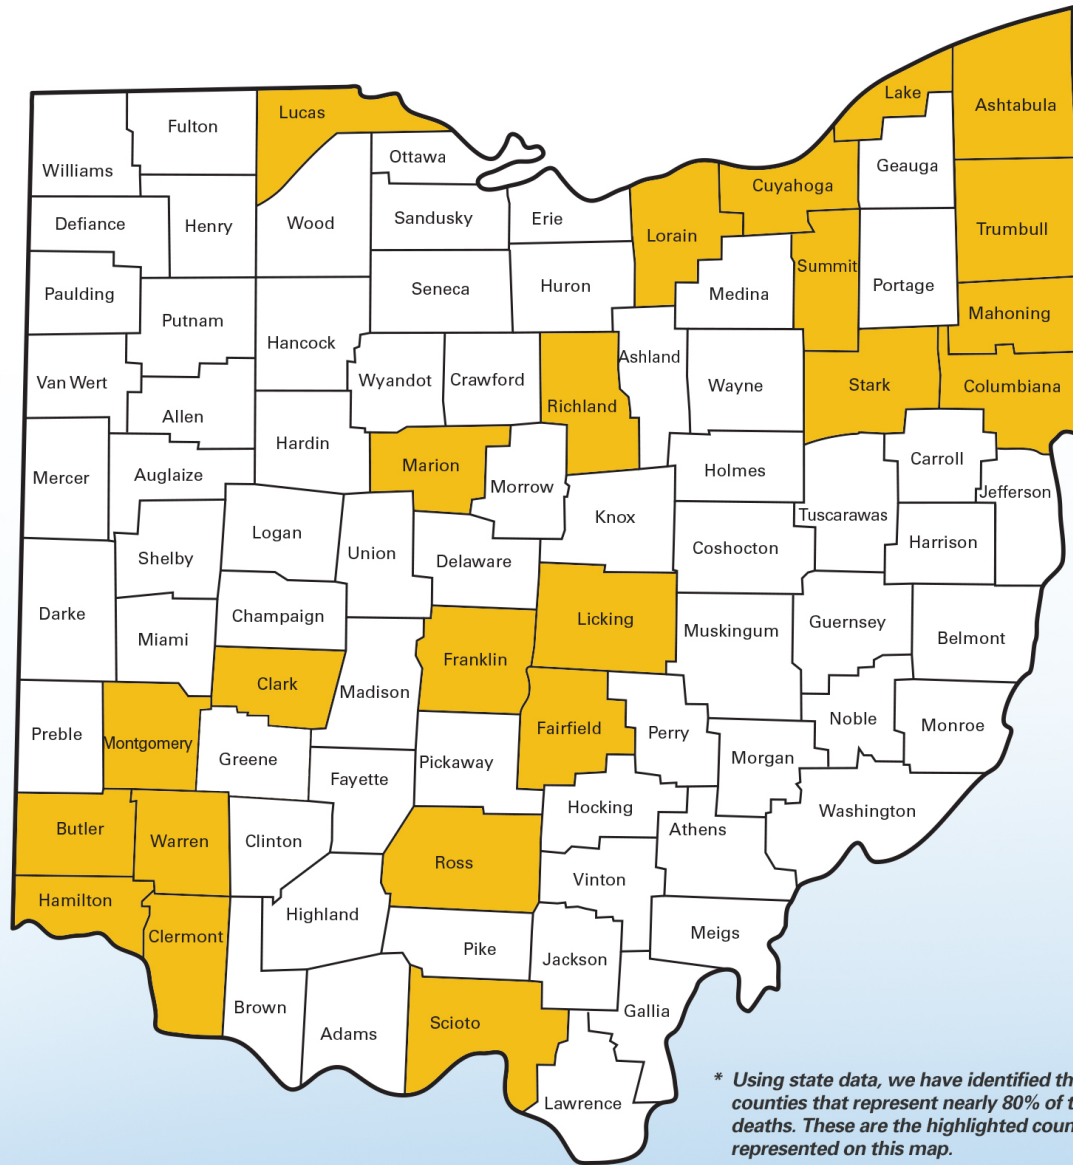 Lake
Ashtabula
Lucas
Fulton
Ottawa
Geauga
Williams
Cuyahoga
Sandusky
Erie
Defiance
Wood
Henry
Trumbull
Lorain
Summit
Portage
Huron
Seneca
Medina
Paulding
Mahoning
Putnam
Hancock
Ashland
Wyandot
Crawford
Van Wert
Wayne
Stark
Columbiana
Richland
Allen
Hardin
Carroll
Marion
Holmes
Auglaize
Mercer
Morrow
Jefferson
Knox
Tuscarawas
Logan
Harrison
Coshocton
Union
Shelby
Delaware
Darke
Champaign
Licking
Guernsey
Muskingum
Miami
Belmont
Franklin
Clark
Madison
Noble
Monroe
Fairfield
Perry
Preble
Montgomery
Greene
Pickaway
Morgan
Fayette
Hocking
Washington
Butler
Athens
Warren
Clinton
Ross
Vinton
Hamilton
Highland
Meigs
Clermont
Pike
Jackson
Brown
Gallia
Scioto
Adams
Lawrence
* Using state data, we have identified th
counties that represent nearly 80% of t
deaths. These are the highlighted coun
represented on this map.